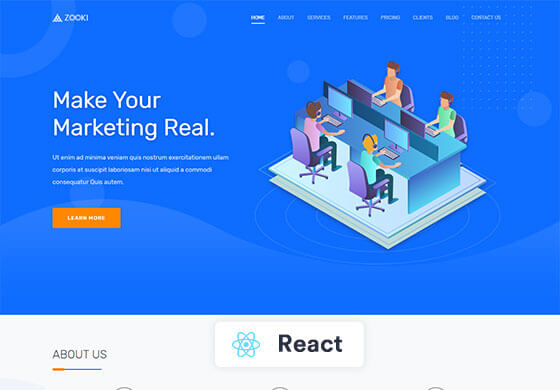 ZOOKI
HOME ABOUT SERVICES FEATURES PRICING CLIENTS BLOG CONTACT US
Make Your
Marketing Real.
Ut enim ad minima veniam quis nostrum exercitationem ullam
corporis at suscipit laboriosam nisi ut aliquid a commodi
consequatur Quis autem.
LEARN MORE
React
ABOUT US